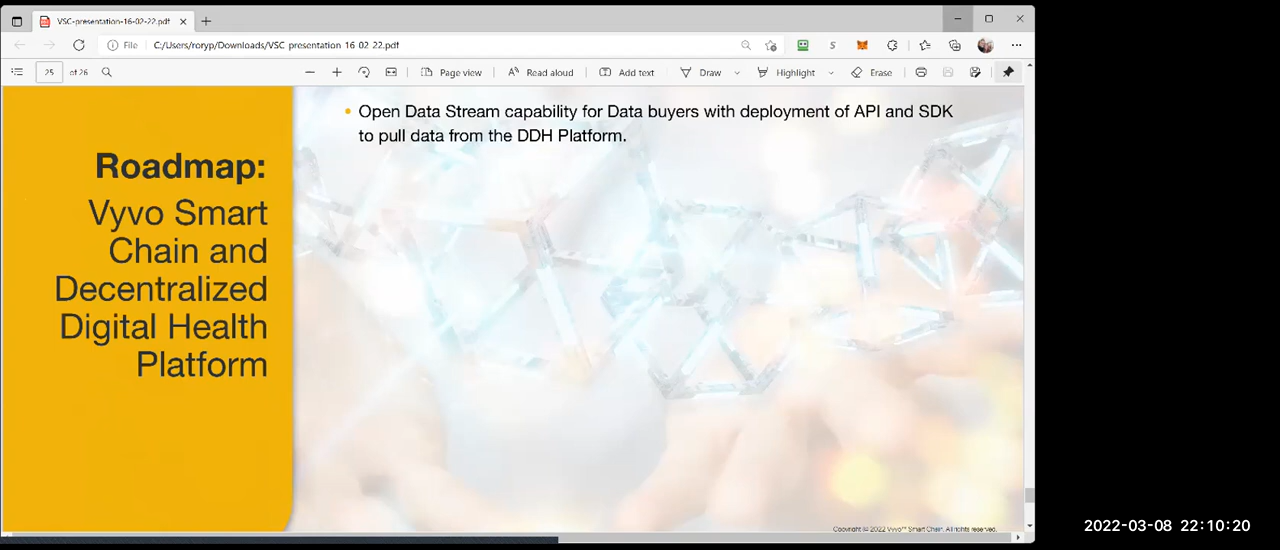 VSC-presentation-16-02-22.pdf
File
C:/Users/roryp/Downloads/VSC presentation 16 02 22.pdf
25 of 26
Page view
Read aloud
Add text
Draw
Highlight
Erase
• Open Data Stream capability for Data buyers with deployment of API and SDK
to pull data from the DDH Platform.
Roadmap:
Vyvo Smart
Chain and
Decentralized
Digital Health
Platform
Copyright © 2022 Vyvo™ Smart Chain. All rights reserved.
2022-03-08 22:10:20